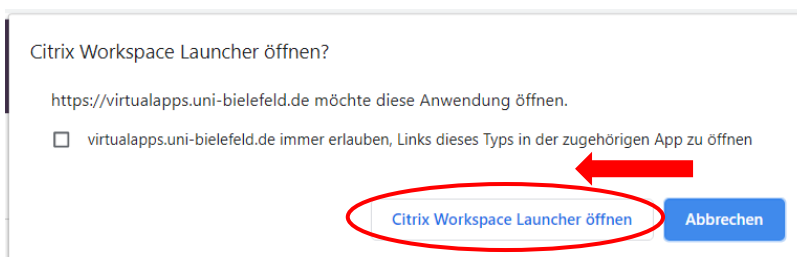 Citrix Workspace Launcher öffnen?
https://virtualapps.uni-bielefeld.de möchte diese Anwendung öffnen.
virtualapps.uni-bielefeld.de immer erlauben, Links dieses Typs in der zugehörigen App zu öffnen
Citrix Workspace Launcher öffnen Abbrechen